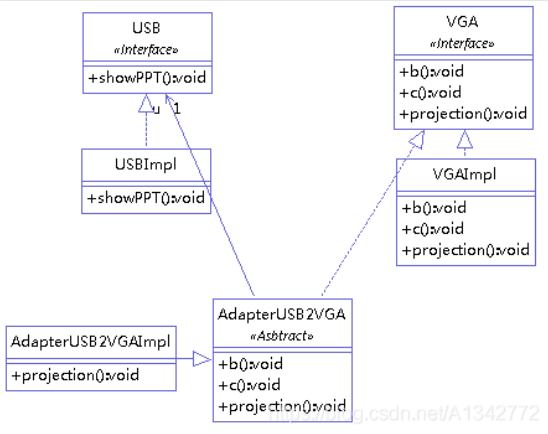 USB
«Interface»
+showPPT():void
VGA
«Interface»
+b():void
+c():void
+projection():void
u 1
USBImpl
+showPPT():void
VGAImpl
+b():void
+c():void
+projection():void
AdapterUSB2VGA
«Asbtract»
+b():void
+c():void
+projection():void
AdapterUSB2VGAImpl
+projection():void
https://blog.csdn.net/A1342772